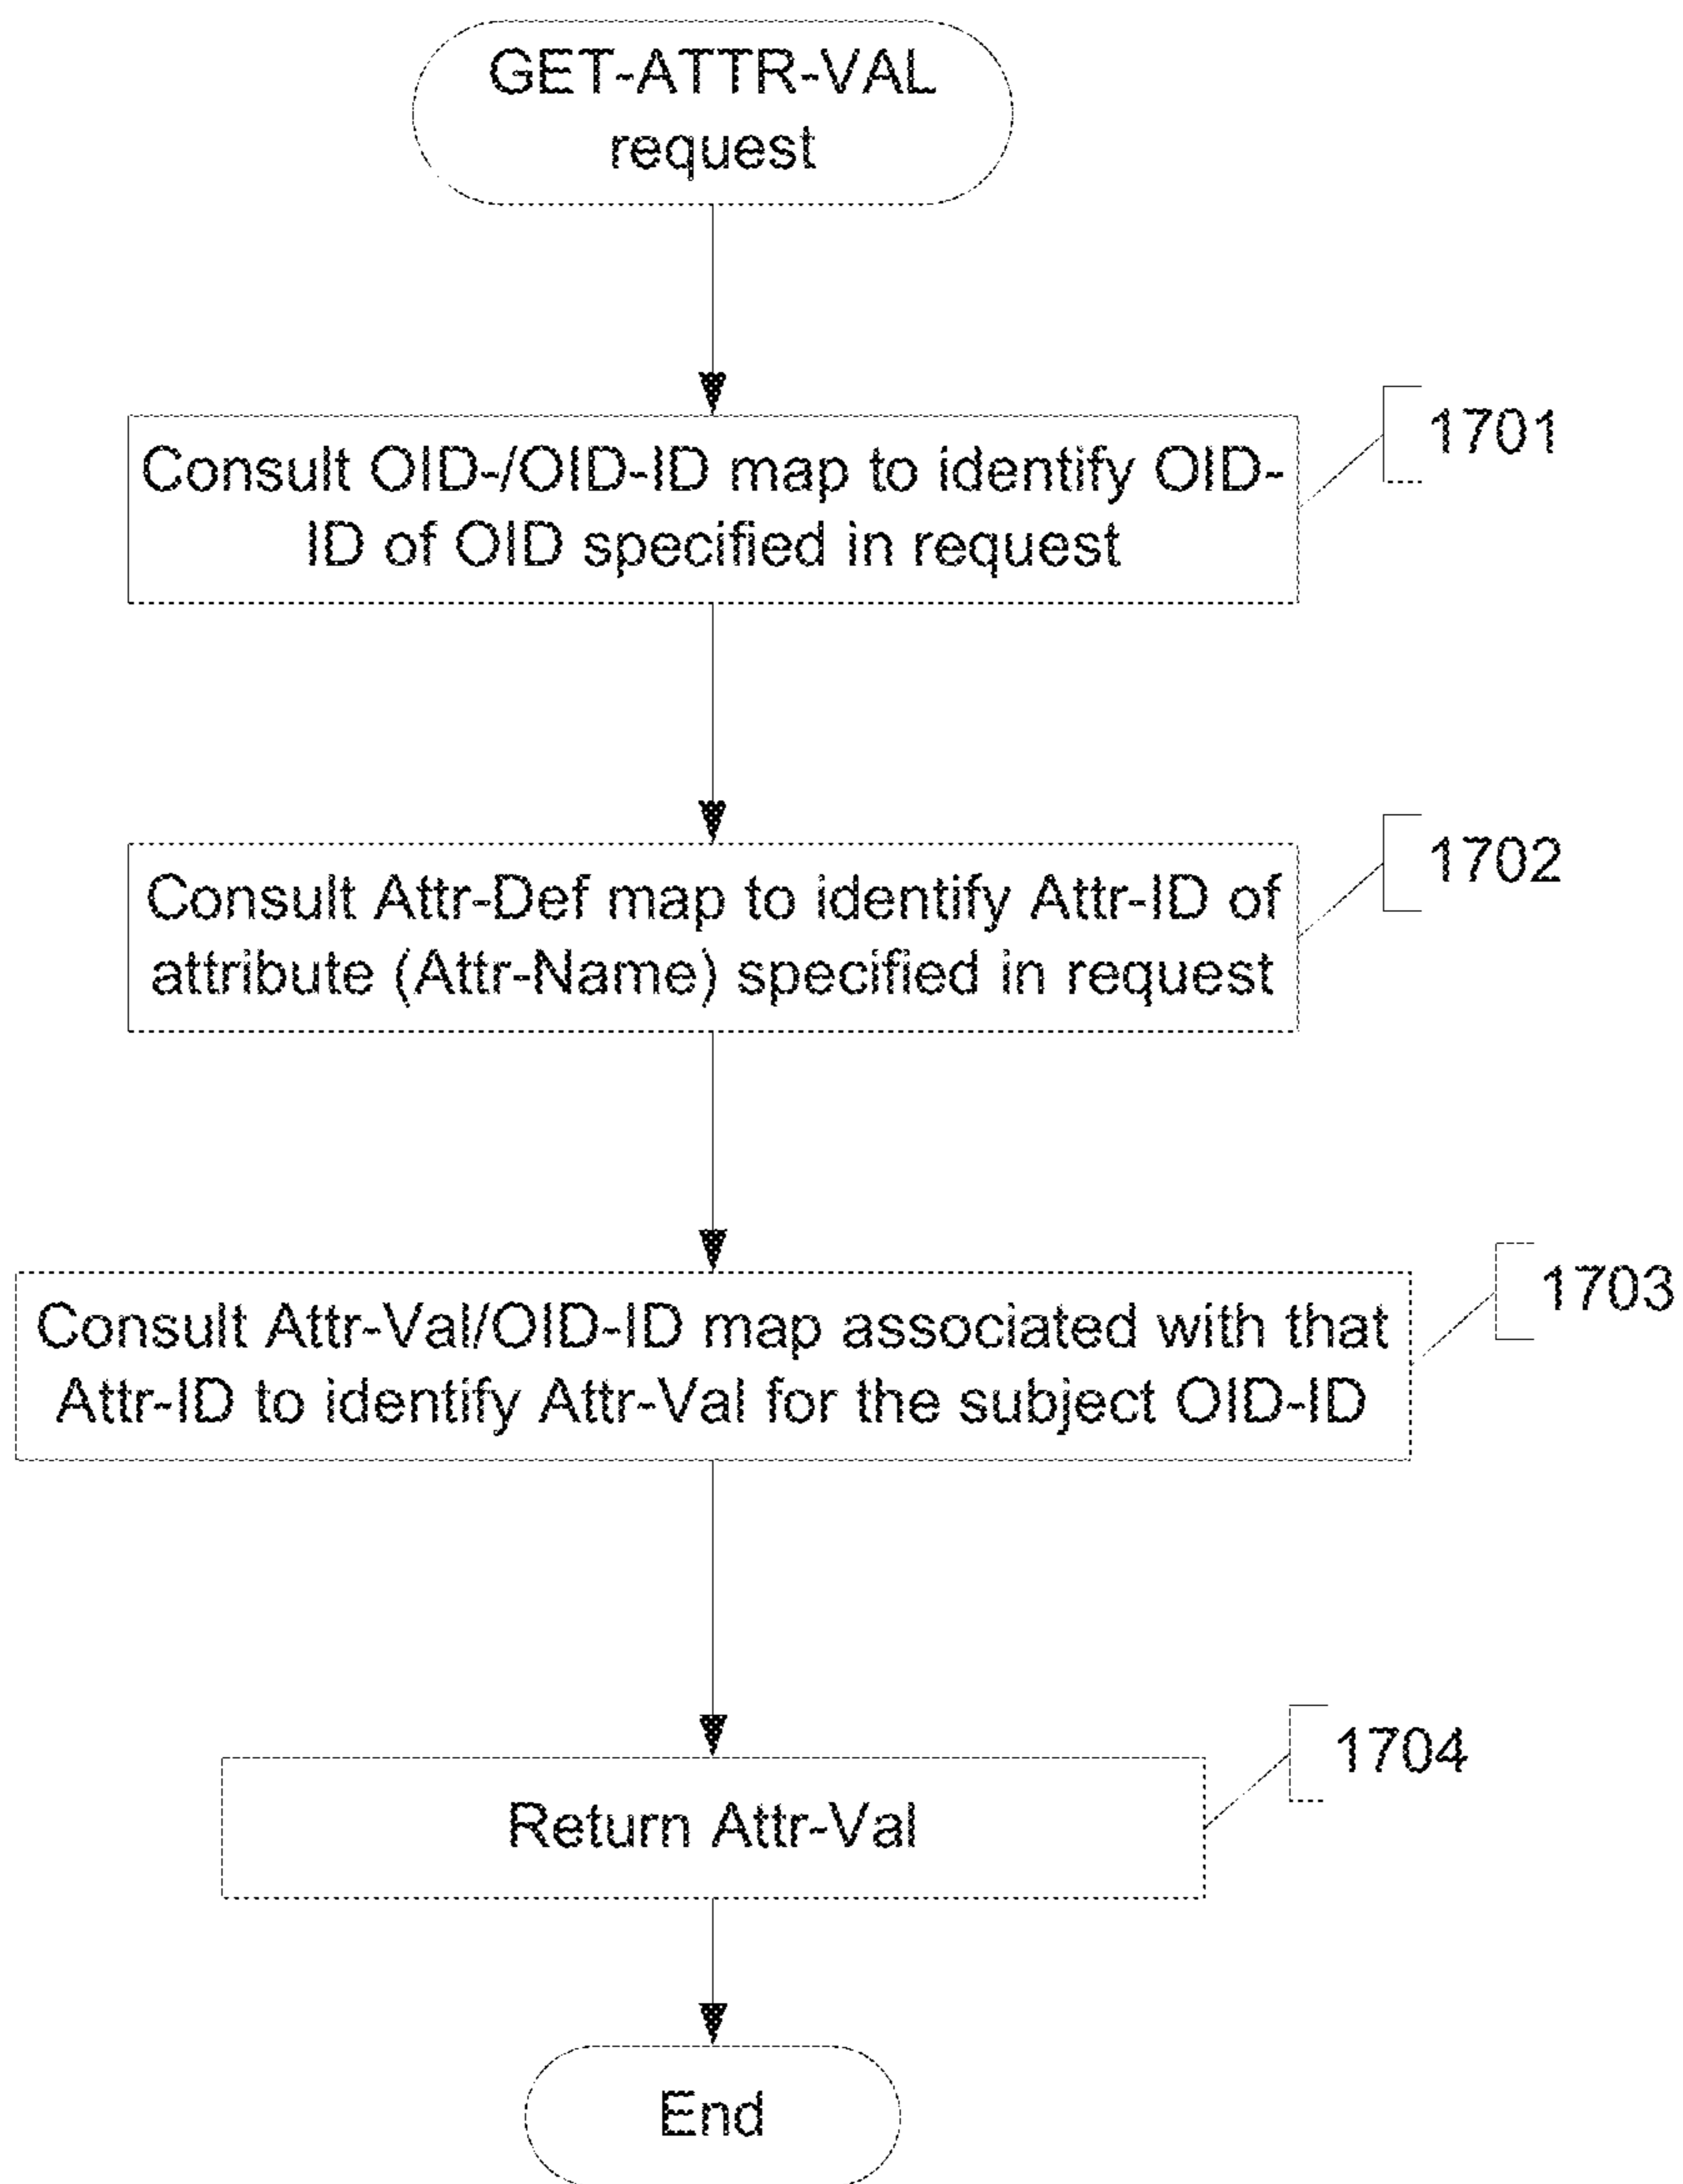 GET-ATTR-VAL
request
1701
Consult OID-/OID-ID map to identify OID-
ID of OID specified in request
1702
Consult Attr-Def map to identify Attr-ID of
attribute (Attr-Name) specified in request
1703
Consult Attr-Val/OID-ID map associated with that
Attr-ID to identify Attr-Val for the subject OID-ID
1704
Return Attr-Val
End